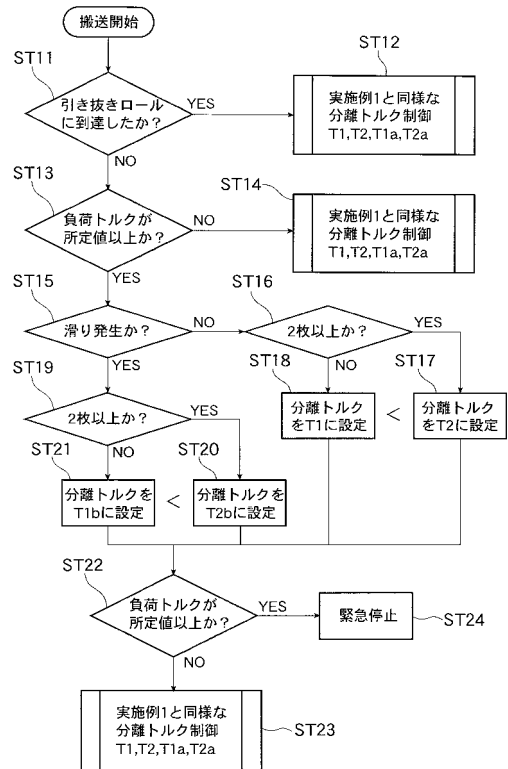 搬送開始
ST11
引き抜きロール
に到達したか？
YES
NO
ST12
実施例1と同様な
分離トルク制御
T1,T2,T1a,T2a
ST13
負荷トルクが
所定値以上か？
NO
YES
ST14
実施例1と同様な
分離トルク制御
T1,T2,T1a,T2a
ST15
滑り発生か？
NO
YES
ST16
2枚以上か？
YES
NO
ST18
分離トルク
をT1に設定
<
ST17
分離トルク
をT2に設定
ST19
2枚以上か？
YES
NO
ST21
分離トルクを
T1bに設定
<
ST20
分離トルクを
T2bに設定
ST22
負荷トルクが
所定値以上か？
YES
NO
緊急停止
ST24
実施例1と同様な
分離トルク制御
T1,T2,T1a,T2a
ST23